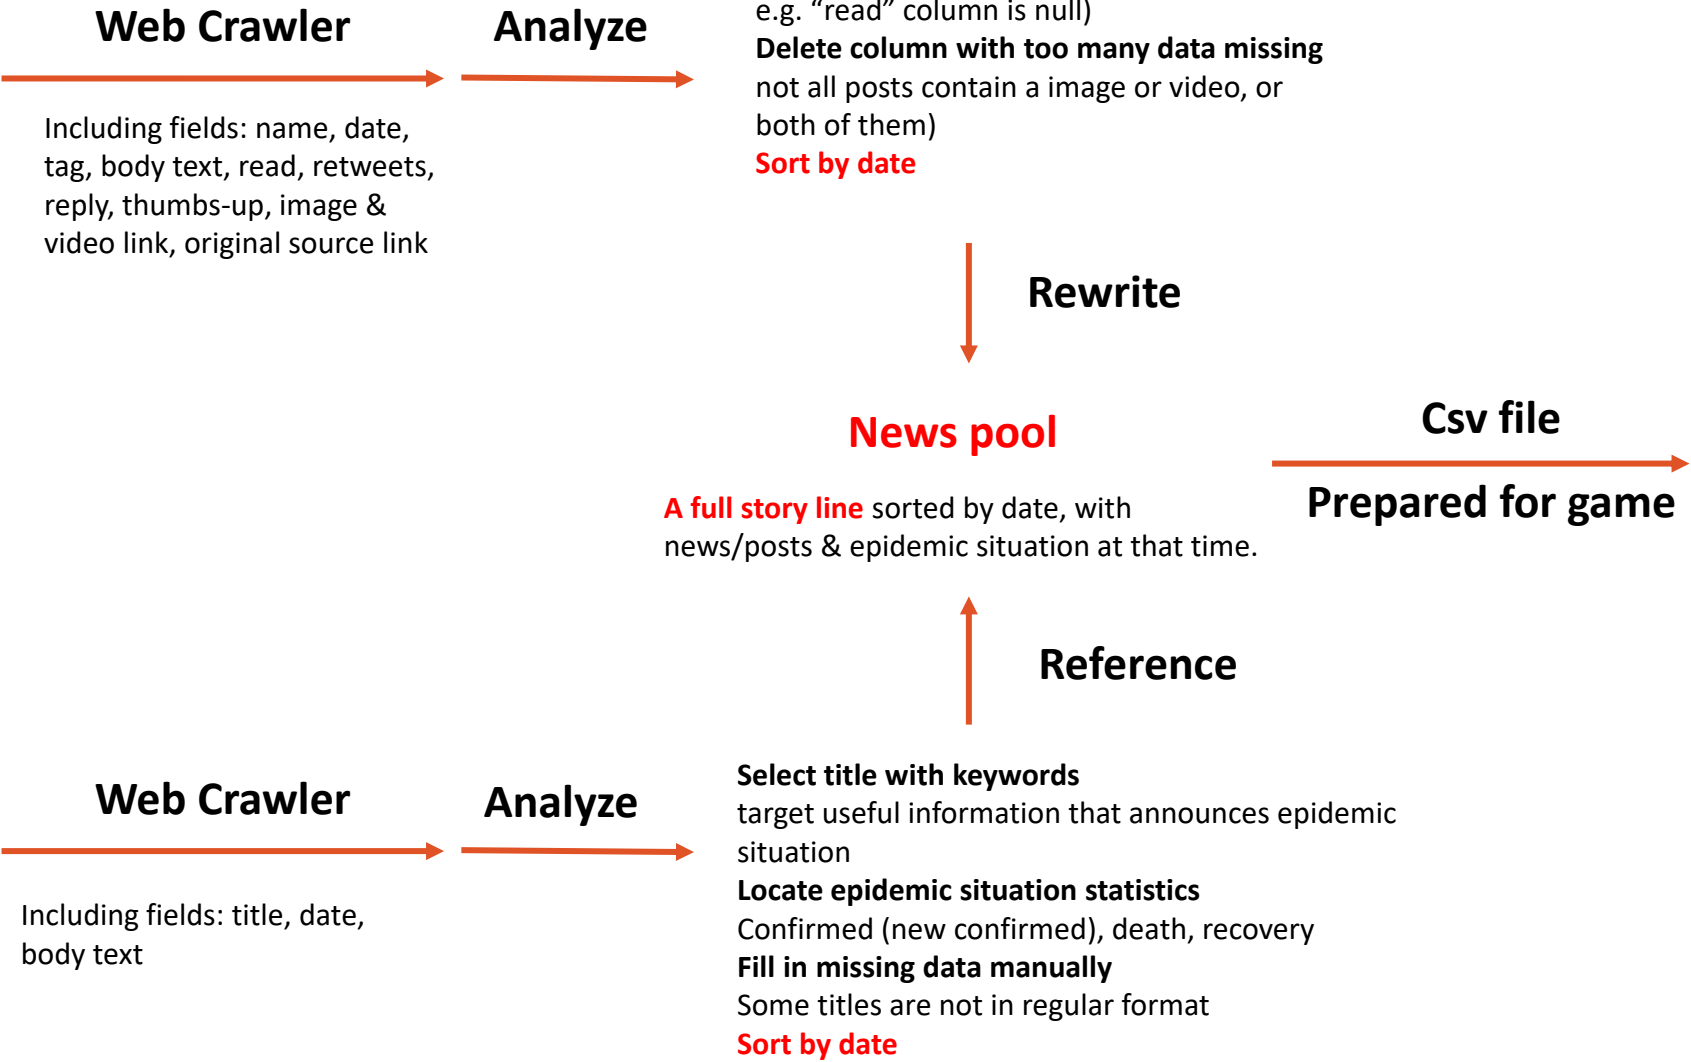 Web Crawler
Analyze
e.g. “read” column is null)
Delete column with too many data missing
not all posts contain a image or video, or
both of them)
Sort by date
Including fields: name, date,
tag, body text, read, retweets,
reply, thumbs-up, image &
video link, original source link
Rewrite
News pool
A full story line sorted by date, with
news/posts & epidemic situation at that time.
Csv file
Prepared for game
Reference
Web Crawler
Analyze
Including fields: title, date,
body text
Select title with keywords
target useful information that announces epidemic
situation
Locate epidemic situation statistics
Confirmed (new confirmed), death, recovery
Fill in missing data manually
Some titles are not in regular format
Sort by date